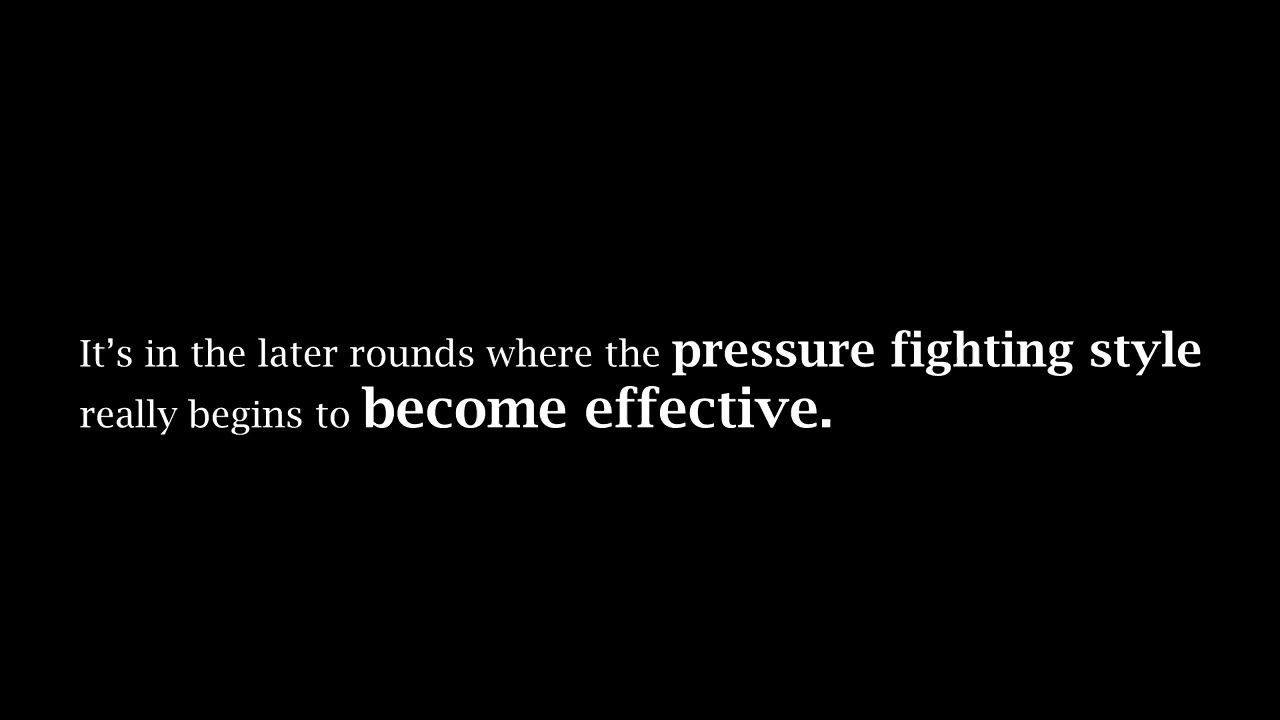 It’s in the later rounds where the pressure fighting style
really begins to become effective.